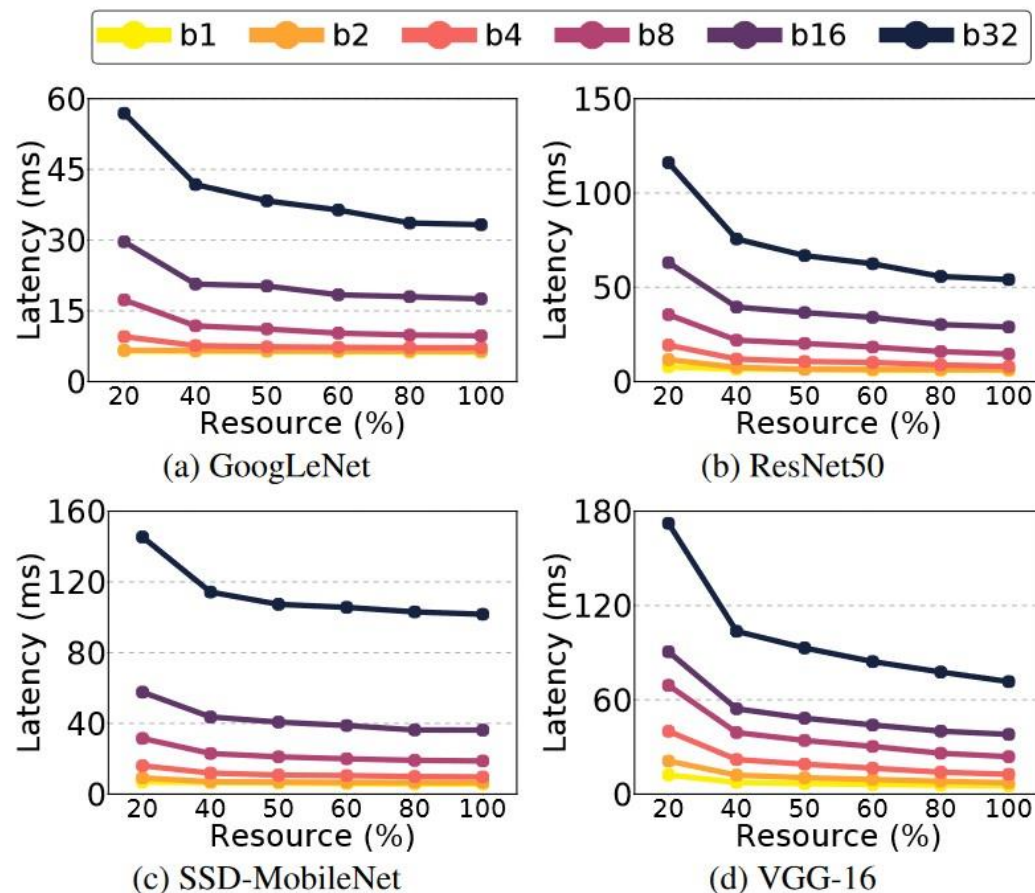 b1 b2 b4 b8 b16 b32
Latency (ms)
60
45
30
15
0
20 40 50 60 80 100
Resource (%)
(a) GoogLeNet
Latency (ms)
150
100
50
0
20 40 50 60 80 100
Resource (%)
(b) ResNet50
Latency (ms)
160
120
80
40
0
20 40 50 60 80 100
Resource (%)
(c) SSD-MobileNet
Latency (ms)
180
120
60
0
20 40 50 60 80 100
Resource (%)
(d) VGG-16